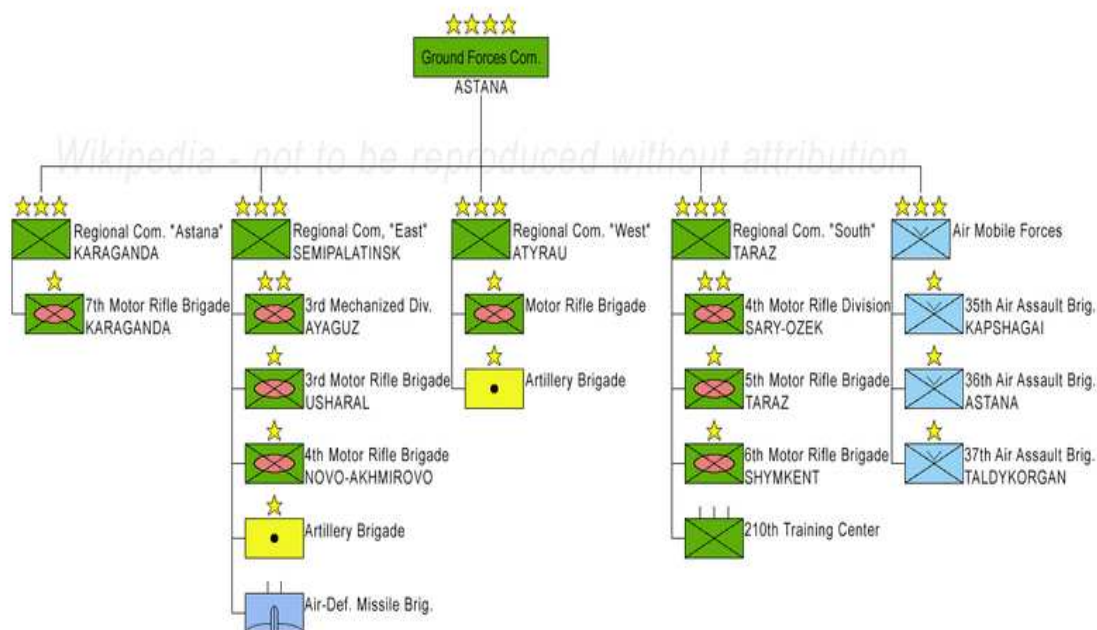 Ground Forces Com.
ASTANA
Wikipedia - not to be reproduced without attribution
Regional Com. "Astana"
KARAGANDA
7th Motor Rifle Brigade
KARAGANDA
Regional Com, "East"
SEMIPALATINSK
3rd Mechanized Div.
AYAGUZ
3rd Motor Rifle Brigade
USHARAL
4th Motor Rifle Brigade
NOVO-AKHMIROVO
Artillery Brigade
Air-Def. Missile Brig.
Regional Com. "West"
ATYRAU
Motor Rifle Brigade
Artillery Brigade
Regional Com. "South"
TARAZ
4th Motor Rifle Division
SARY-OZEK
5th Motor Rifle Brigade
TARAZ
6th Motor Rifle Brigade
SHYMKENT
210th Training Center
Air Mobile Forces
35th Air Assault Brig.
KAPSHAGAI
36th Air Assault Brig.
ASTANA
37th Air Assault Brig.
TALDYKORGAN